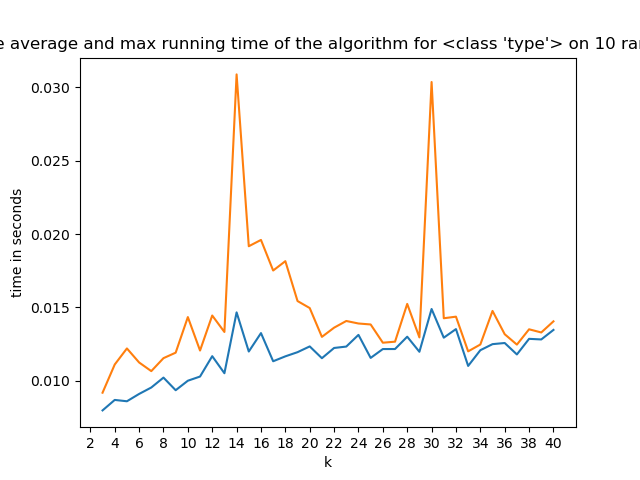 e average and max running time of the algorithm for <class 'type'> on 10 ra
0.030
0.025
0.020
0.015
0.010
time in seconds
2 4 6 8 10 12 14 16 18 20 22 24 26 28 30 32 34 36 38 40
k